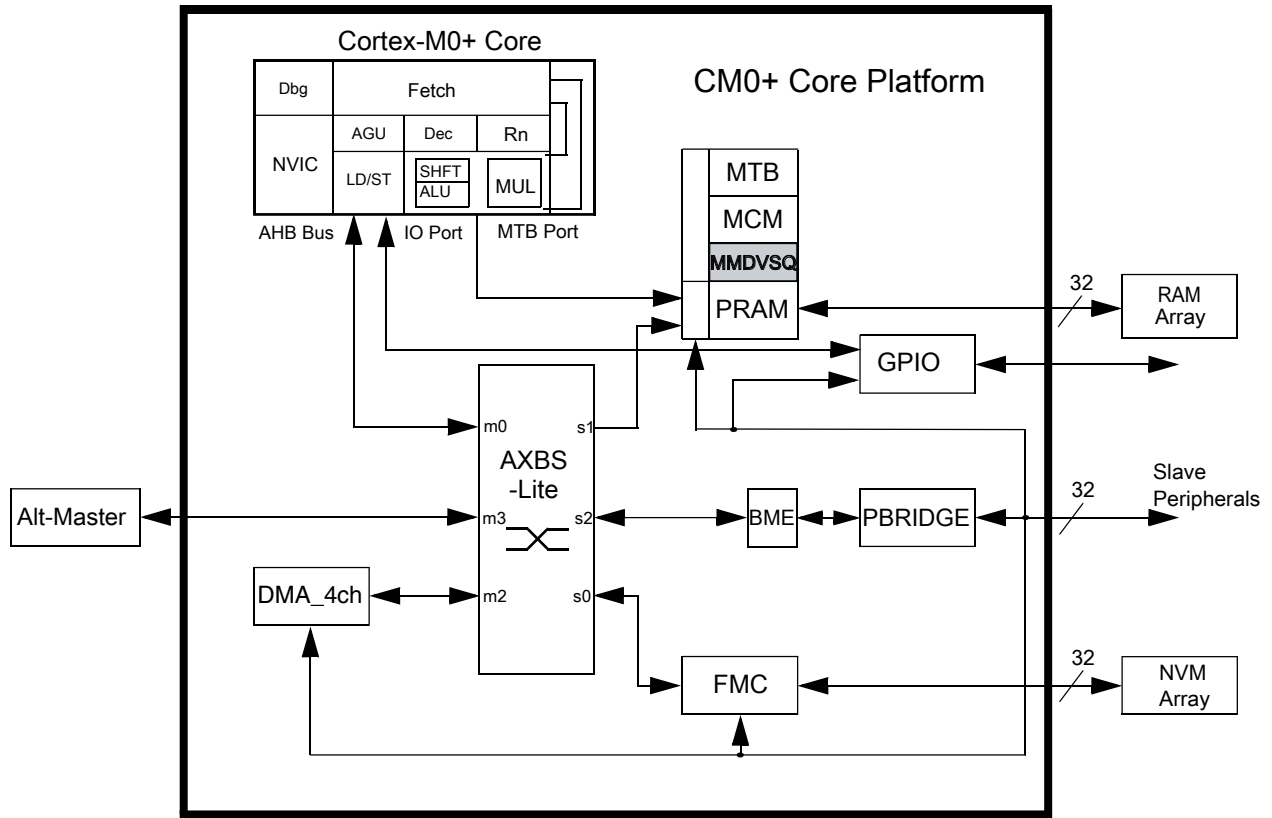 Cortex-M0+ Core
CM0+ Core Platform
Dbg
Fetch
AGU
Dec
Rn
NVIC
LD/ST
SHFT
ALU
MUL
AHB Bus
IO Port
MTB Port
MTB
MCM
MMDVSQ
PRAM
32
RAM
Array
GPIO
m0
s1
AXBS
-Lite
Alt-Master
m3
s2
BME
PBRIDGE
32
Slave
Peripherals
DMA_4ch
m2
s0
FMC
32
NVM
Array